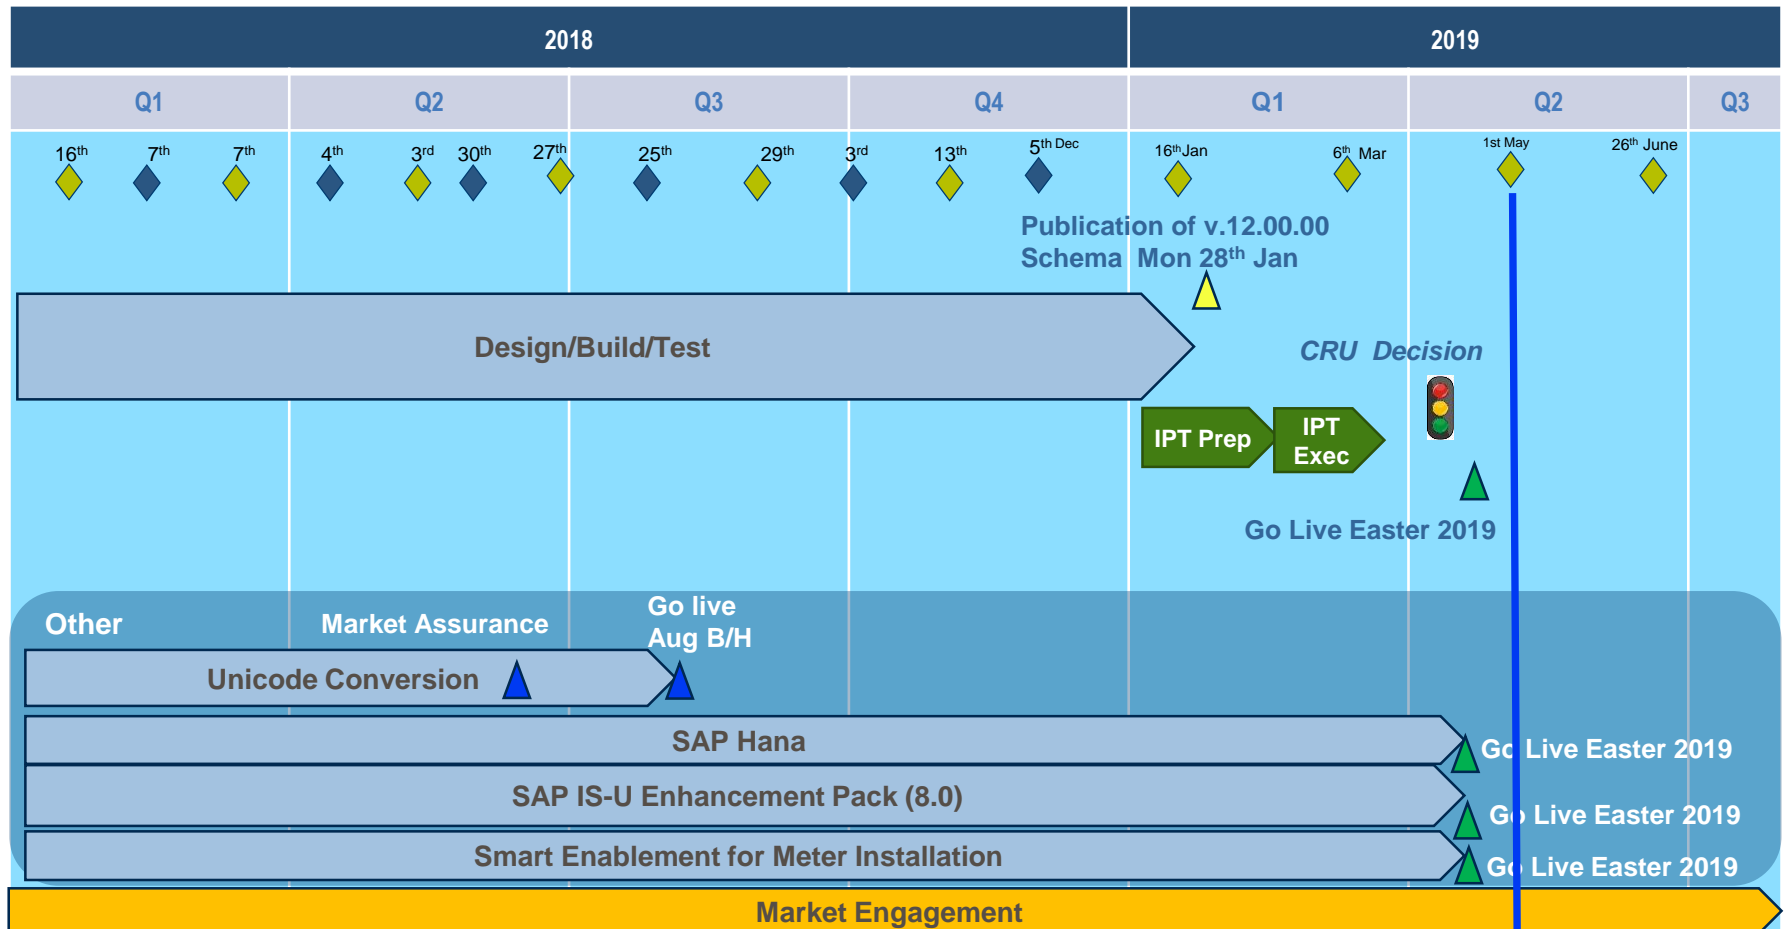 2018 2019
Q1 Q2 Q3 Q4 Q1 Q2 Q3
16th 7th 7th 4th 3rd 30th 27th 25th 29th 3rd 13th 5th Dec 16th Jan 6th Mar 1st May 26th June
Publication of v.12.00.00
Schema Mon 28th Jan
Design/Build/Test
CRU Decision
IPT Prep
IPT
Exec
Go Live Easter 2019
Other
Market Assurance
Go live
Aug B/H
Unicode Conversion
SAP Hana
Go Live Easter 2019
SAP IS-U Enhancement Pack (8.0)
Go Live Easter 2019
Smart Enablement for Meter Installation
Go Live Easter 2019
Market Engagement